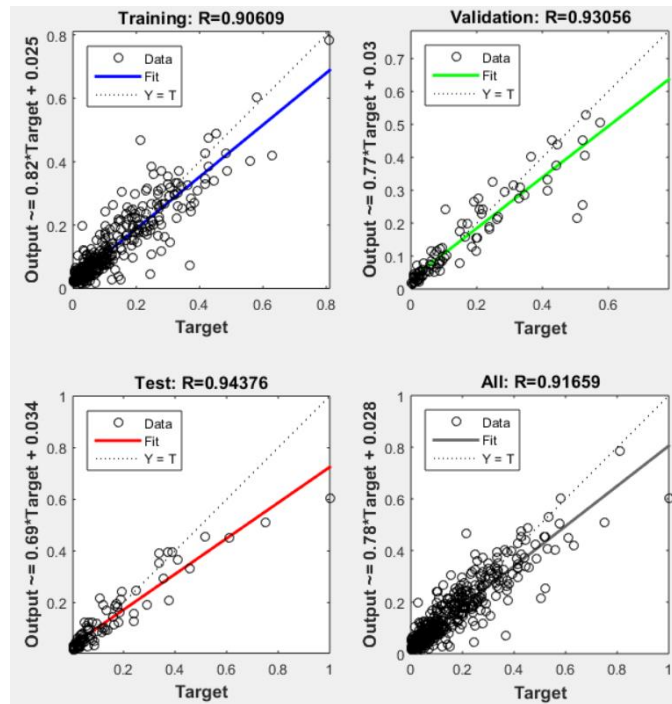 Training: R=0.90609
Output ~= 0.82*Target + 0.025
0.8
0.6
0.4
0.2
0
Data
Fit
Y = T
0
0.2
0.4
0.6
0.8
Target
Validation: R=0.93056
Output ~= 0.77*Target + 0.03
0.7
0.6
0.5
0.4
0.3
0.2
0.1
0
Data
Fit
Y = T
0
0.2
0.4
0.6
Target
Test: R=0.94376
Output ~= 0.69*Target + 0.034
1
0.8
0.6
0.4
0.2
Data
Fit
Y = T
0.2
0.4
0.6
0.8
1
Target
All: R=0.91659
Output ~= 0.78*Target + 0.028
1
0.8
0.6
0.4
0.2
Data
Fit
Y = T
0.2
0.4
0.6
0.8
1
Target